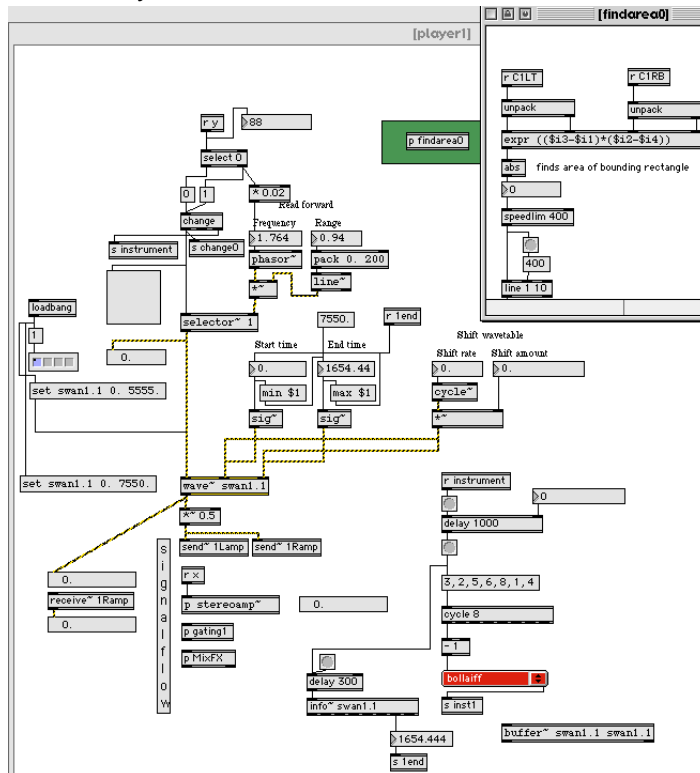 [findarea0]
[player1]
r C1LT
r C1RB
unpack
unpack
expr (($i3-$i1)*($i2-$i4))
abs
finds area of bounding rectangle
0
speedlim 400
400
line 1 10
r y
88
p findarea0
select 0
0
1
* 0.02
Read forward
change
Frequency
Range
s instrument
s change0
1.764
0.94
phasor~
pack 0. 200
*~
line~
loadbang
selector~ 1
7550.
r 1end
1
Shift wavetable
0.
Start time
End time
Shift rate
Shift amount
0.
1654.44
0.
0.
set swan1.1 0. 5555.
min $1
max $1
cycle~
sig~
sig~
*~
set swan1.1 0. 7550.
wave~ swan1.1
r instrument
0
*~ 0.5
delay 1000
signalflow
send~ 1Lamp
send~ 1Ramp
0.
r x
3,2,5,6,8,1,4
receive~ 1Ramp
p stereoamp~
0.
cycle 8
0.
p gating1
- 1
p MixFX
delay 300
bollaiff
info~ swan1.1
s inst1
buffer~ swan1.1 swan1.1
1654.444
s 1end